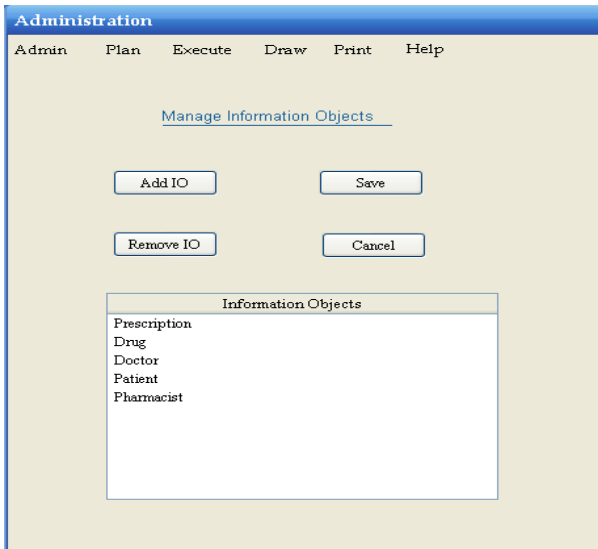 Administration
Admin Plan Execute Draw Print Help
Manage Information Objects
Add IO Save
Remove IO Cancel
Information Objects
Prescription
Drug
Doctor
Patient
Pharmacist